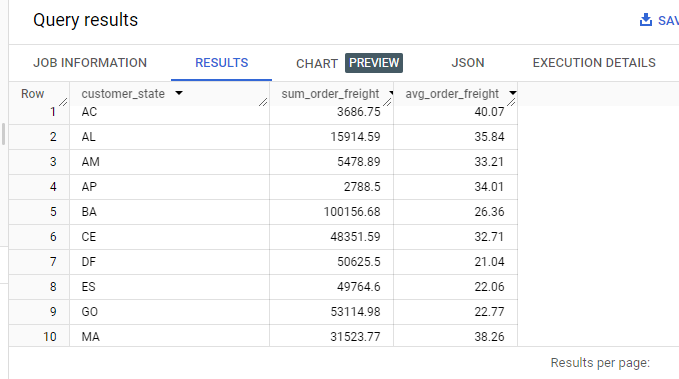 Query results
SAV
JOB INFORMATION RESULTS CHART PREVIEW JSON EXECUTION DETAILS
Row customer_state sum_order_freight avg_order_freight
1 AC 3686.75 40.07
2 AL 15914.59 35.84
3 AM 5478.89 33.21
4 AP 2788.5 34.01
5 BA 100156.68 26.36
6 CE 48351.59 32.71
7 DF 50625.5 21.04
8 ES 49764.6 22.06
9 GO 53114.98 22.77
10 MA 31523.77 38.26
Results per page: